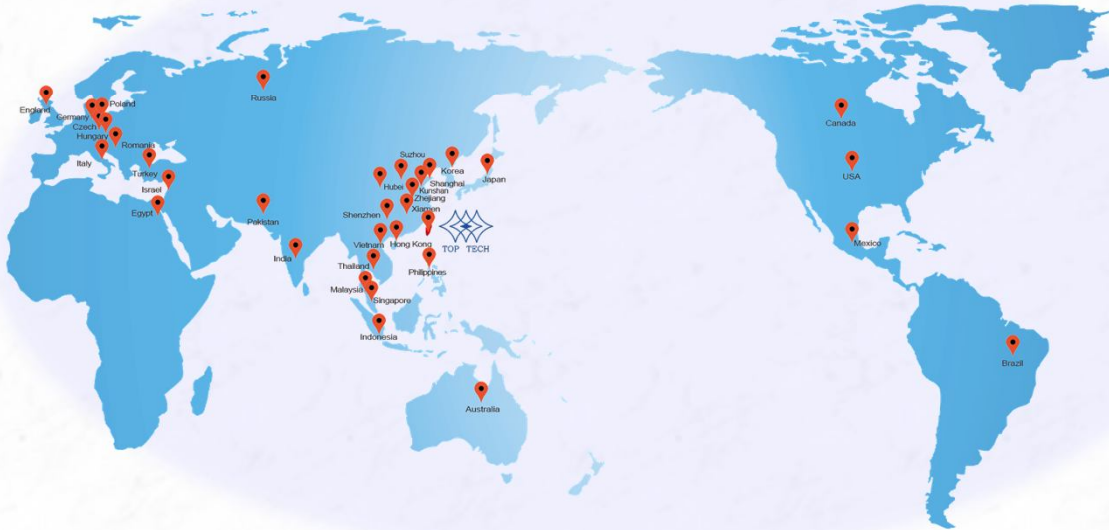 England
Poland
Germany
Czech
Hungary
Romania
Italy
Turkey
Israel
Egypt
Russia
Pakistan
India
Suzhou
Korea
Japan
Hubei
Shanghai
Kunshan
Zhejiang
Xiamen
Shenzhen
Vietnam
Hong Kong
TOP TECH
Thailand
Philippines
Malaysia
Singapore
Indonesia
Australia
Canada
USA
Mexico
Brazil